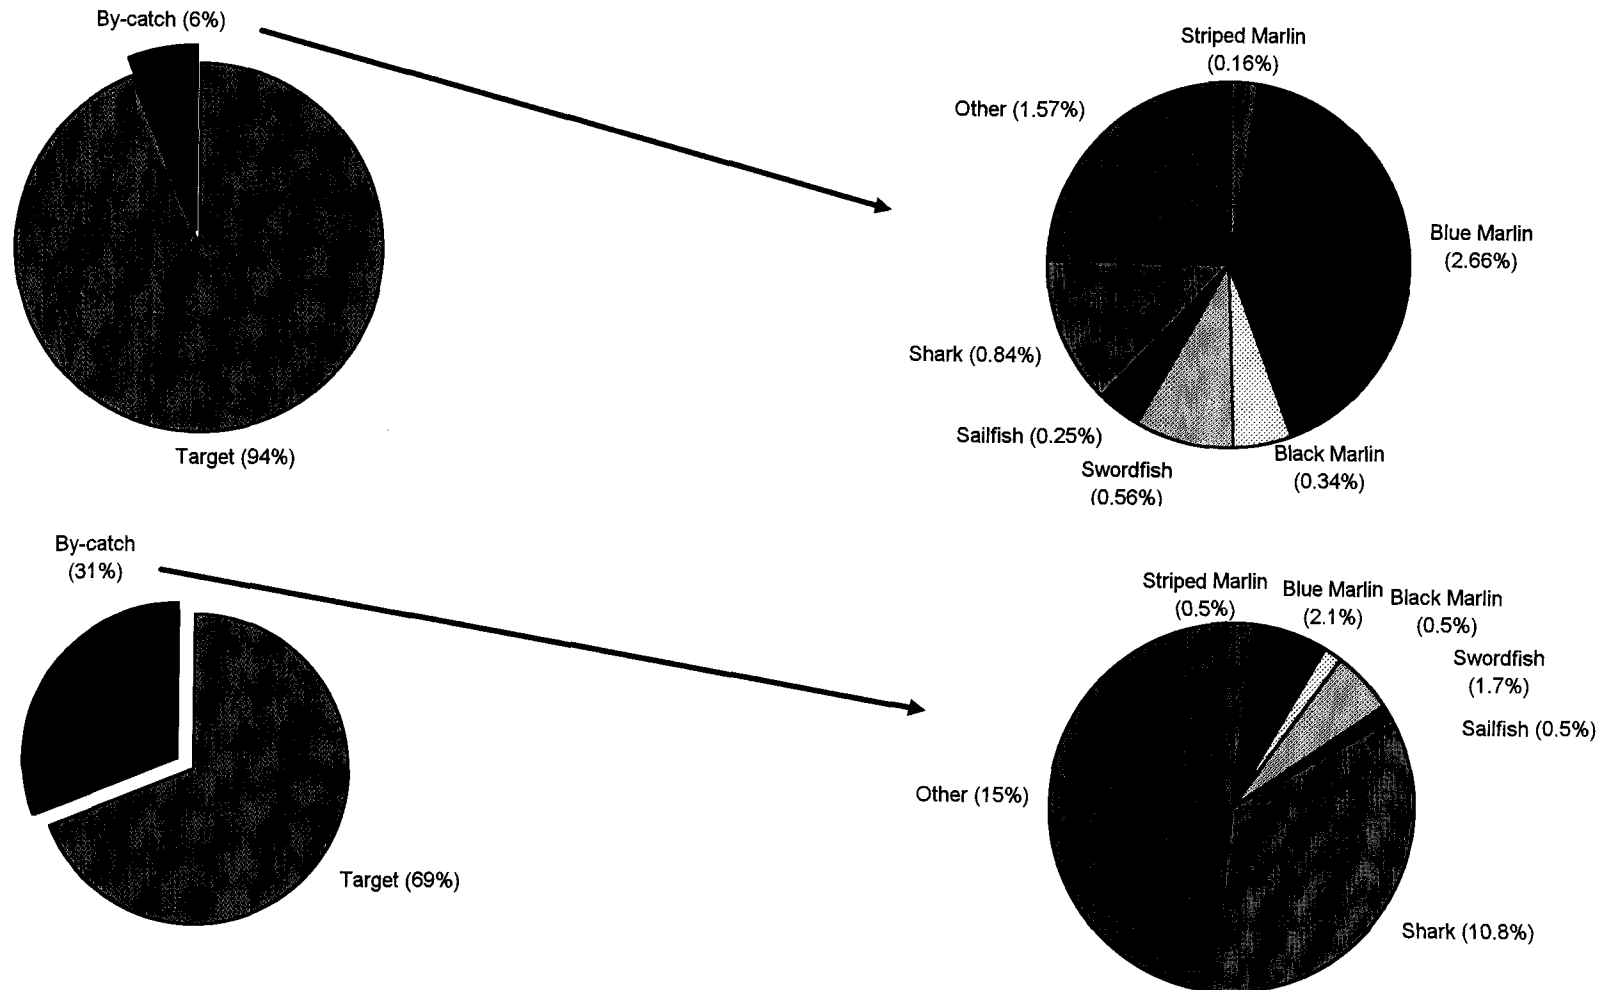 By-catch (6%)
Target (94%)
Striped Marlin
(0.16%)
Other (1.57%)
Blue Marlin
(2.66%)
Shark (0.84%)
Sailfish (0.25%)
Swordfish
(0.56%)
Black Marlin
(0.34%)
By-catch
(31%)
Target (69%)
Striped Marlin
(0.5%)
Blue Marlin
(2.1%)
Black Marlin
(0.5%)
Swordfish
(1.7%)
Sailfish (0.5%)
Other (15%)
Shark (10.8%)